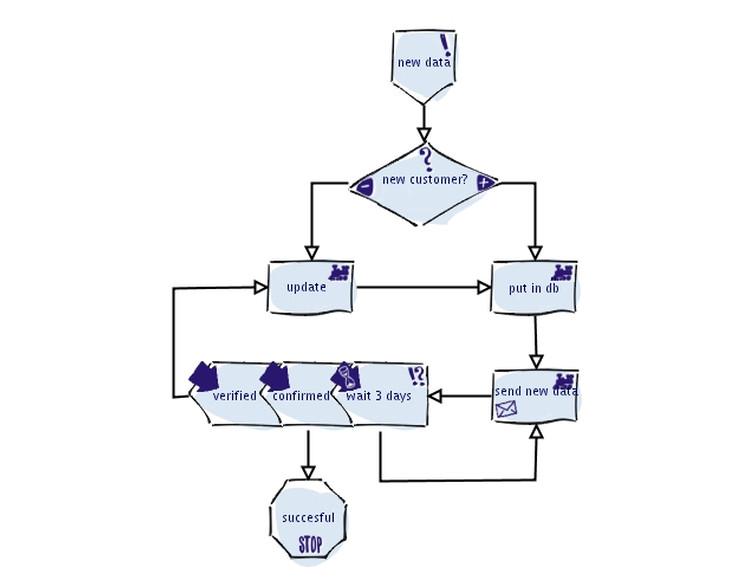 new data
new customer?
update
put in db
verified
confirmed
wait 3 days
send new data
succesful
STOP